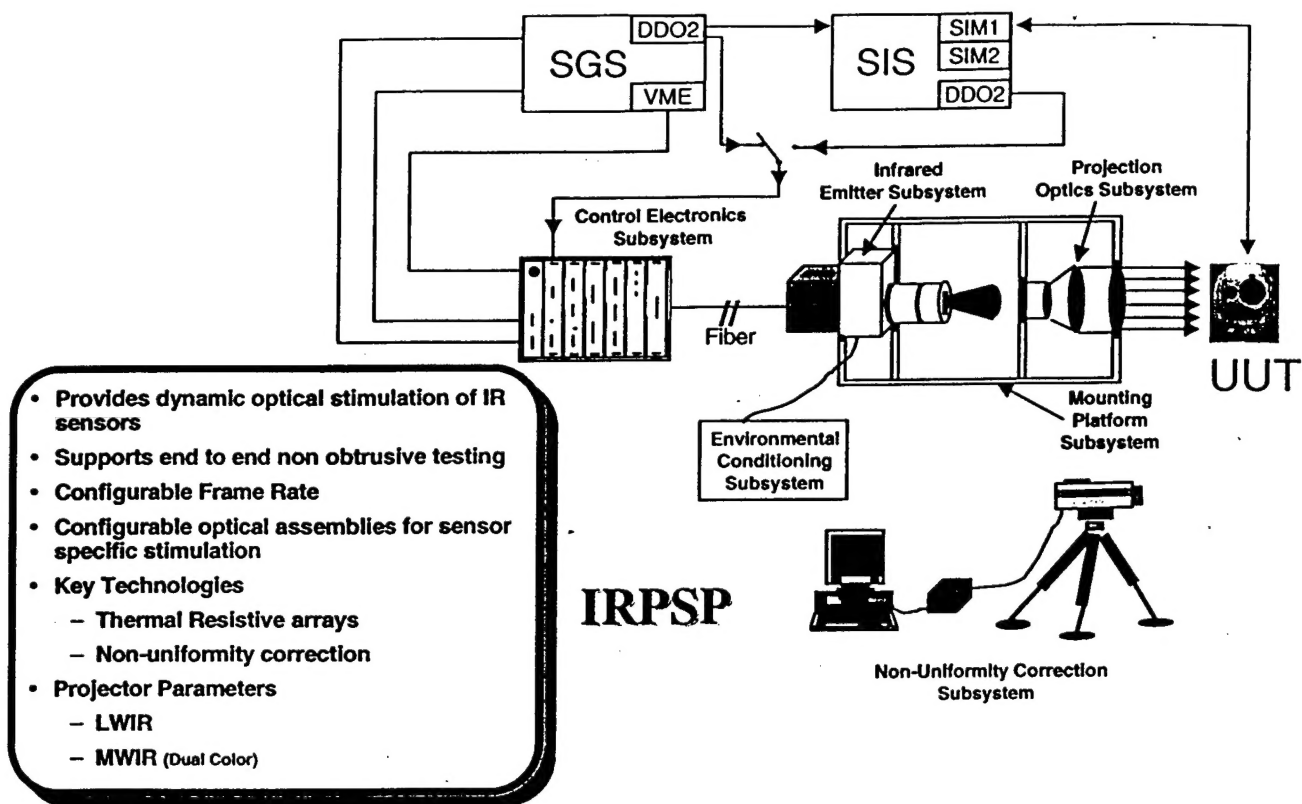 DDO2
SGS
VME
SIM1
SIM2
SIS
DDO2
Infrared
Emitter Subsystem
Projection
Optics Subsystem
Control Electronics
Subsystem
Fiber
UUT
Mounting
Platform
Subsystem
Environmental
Conditioning
Subsystem
• Provides dynamic optical stimulation of IR
sensors
• Supports end to end non obtrusive testing
• Configurable Frame Rate
• Configurable optical assemblies for sensor
specific stimulation
• Key Technologies
– Thermal Resistive arrays
– Non-uniformity correction
• Projector Parameters
– LWIR
– MWIR (Dual Color)
IRPSP
Non-Uniformity Correction
Subsystem